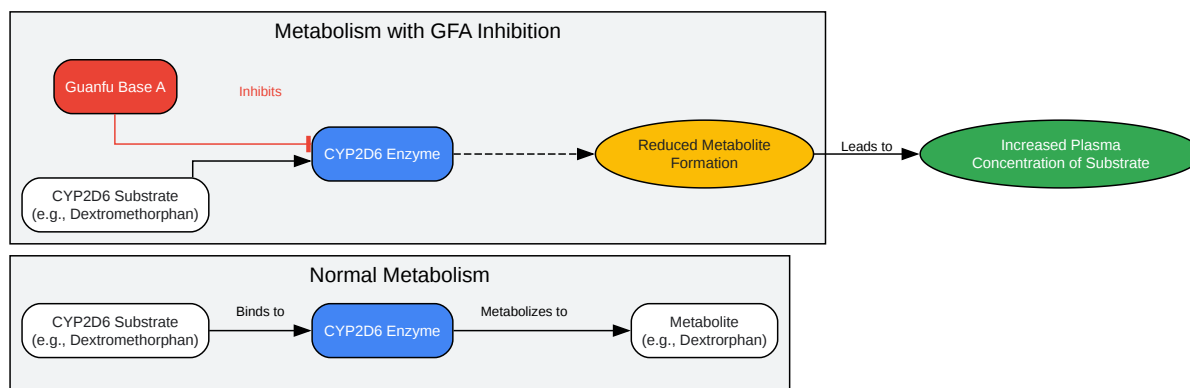 Metabolism with GFA Inhibition
Guanfu Base A
Inhibits
CYP2D6 Enzyme
Reduced Metabolite
Formation
Leads to
Increased Plasma
Concentration of Substrate
CYP2D6 Substrate
(e.g., Dextromethorphan)
Normal Metabolism
CYP2D6 Substrate
(e.g., Dextromethorphan)
Binds to
CYP2D6 Enzyme
Metabolizes to
Metabolite
(e.g., Dextrorphan)